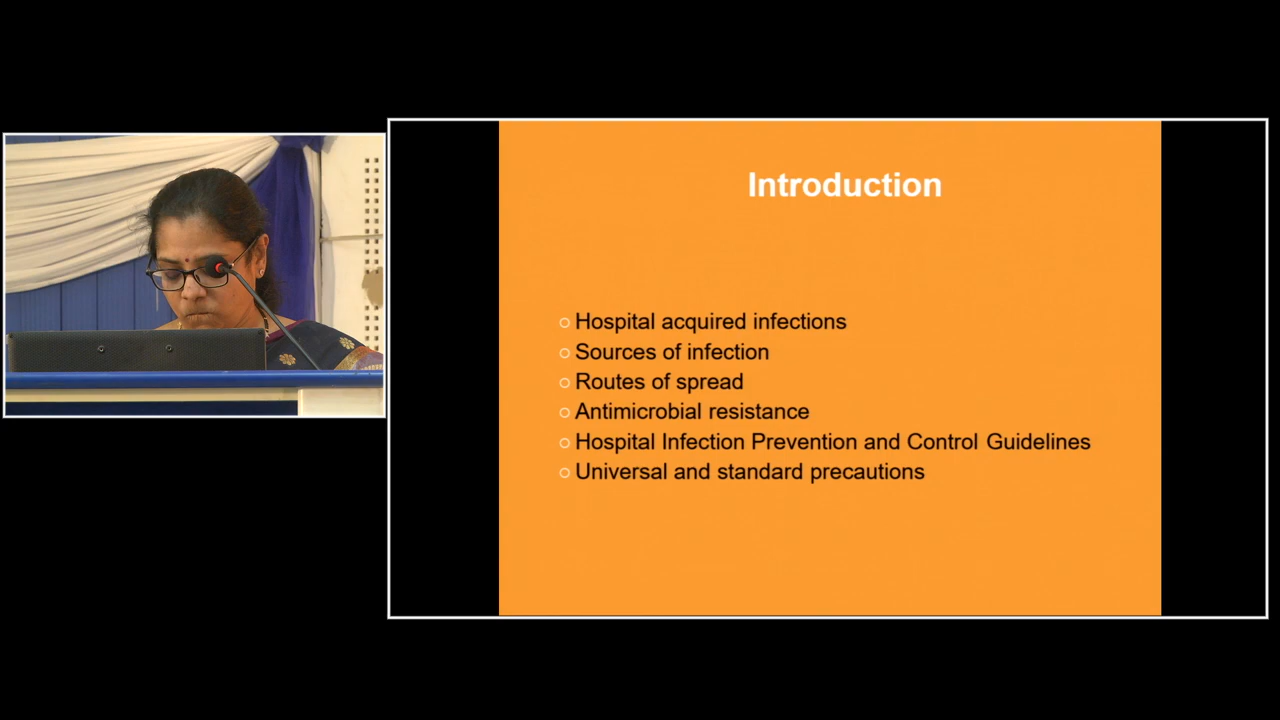 Introduction
Hospital acquired infections
Sources of infection
Routes of spread
Antimicrobial resistance
Hospital Infection Prevention and Control Guidelines
Universal and standard precautions